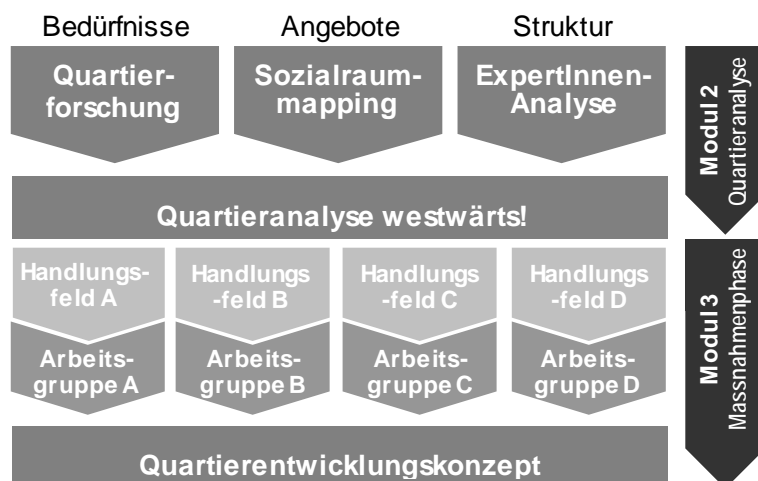 Bedürfnisse Angebote Struktur
Quartier- Sozialraum- ExpertInnen-
forschung mapping Analyse
Modul 2
Quartieranalyse
Quartieranalyse westwärts!
Handlungs- Handlungs Handlungs Handlungs
feld A -feld B -feld C -feld D
Arbeits- Arbeits- Arbeits- Arbeits-
gruppe A gruppe B gruppe C gruppe D
Modul 3
Massnahmenphase
Quartierentwicklungskonzept